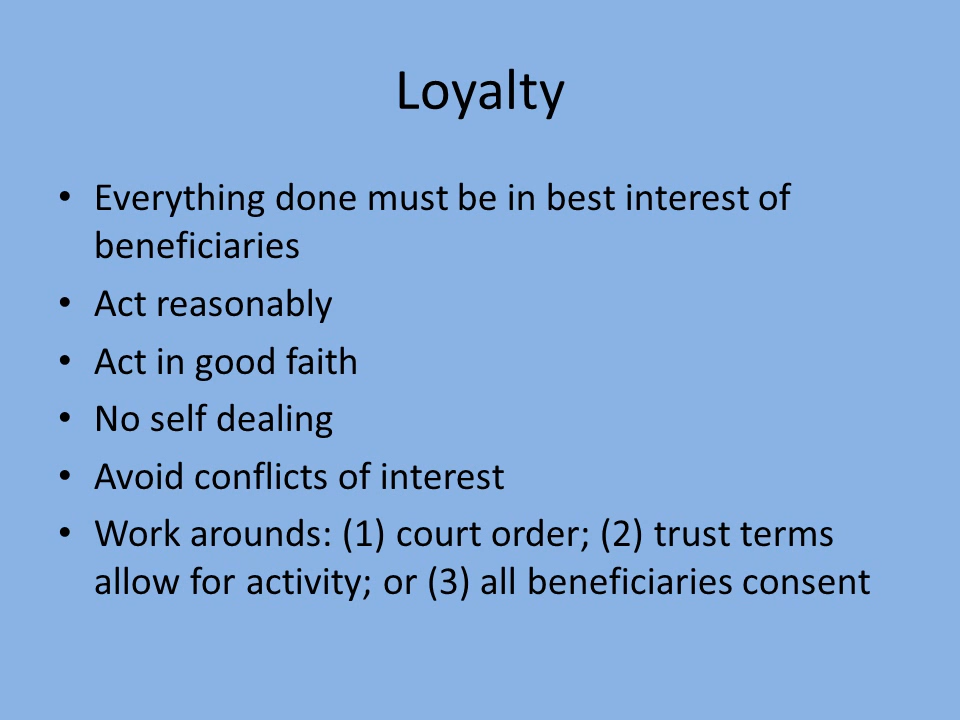 Loyalty
• Everything done must be in best interest of
beneficiaries
• Act reasonably
• Act in good faith
• No self dealing
• Avoid conflicts of interest
• Work arounds: (1) court order; (2) trust terms
allow for activity; or (3) all beneficiaries consent